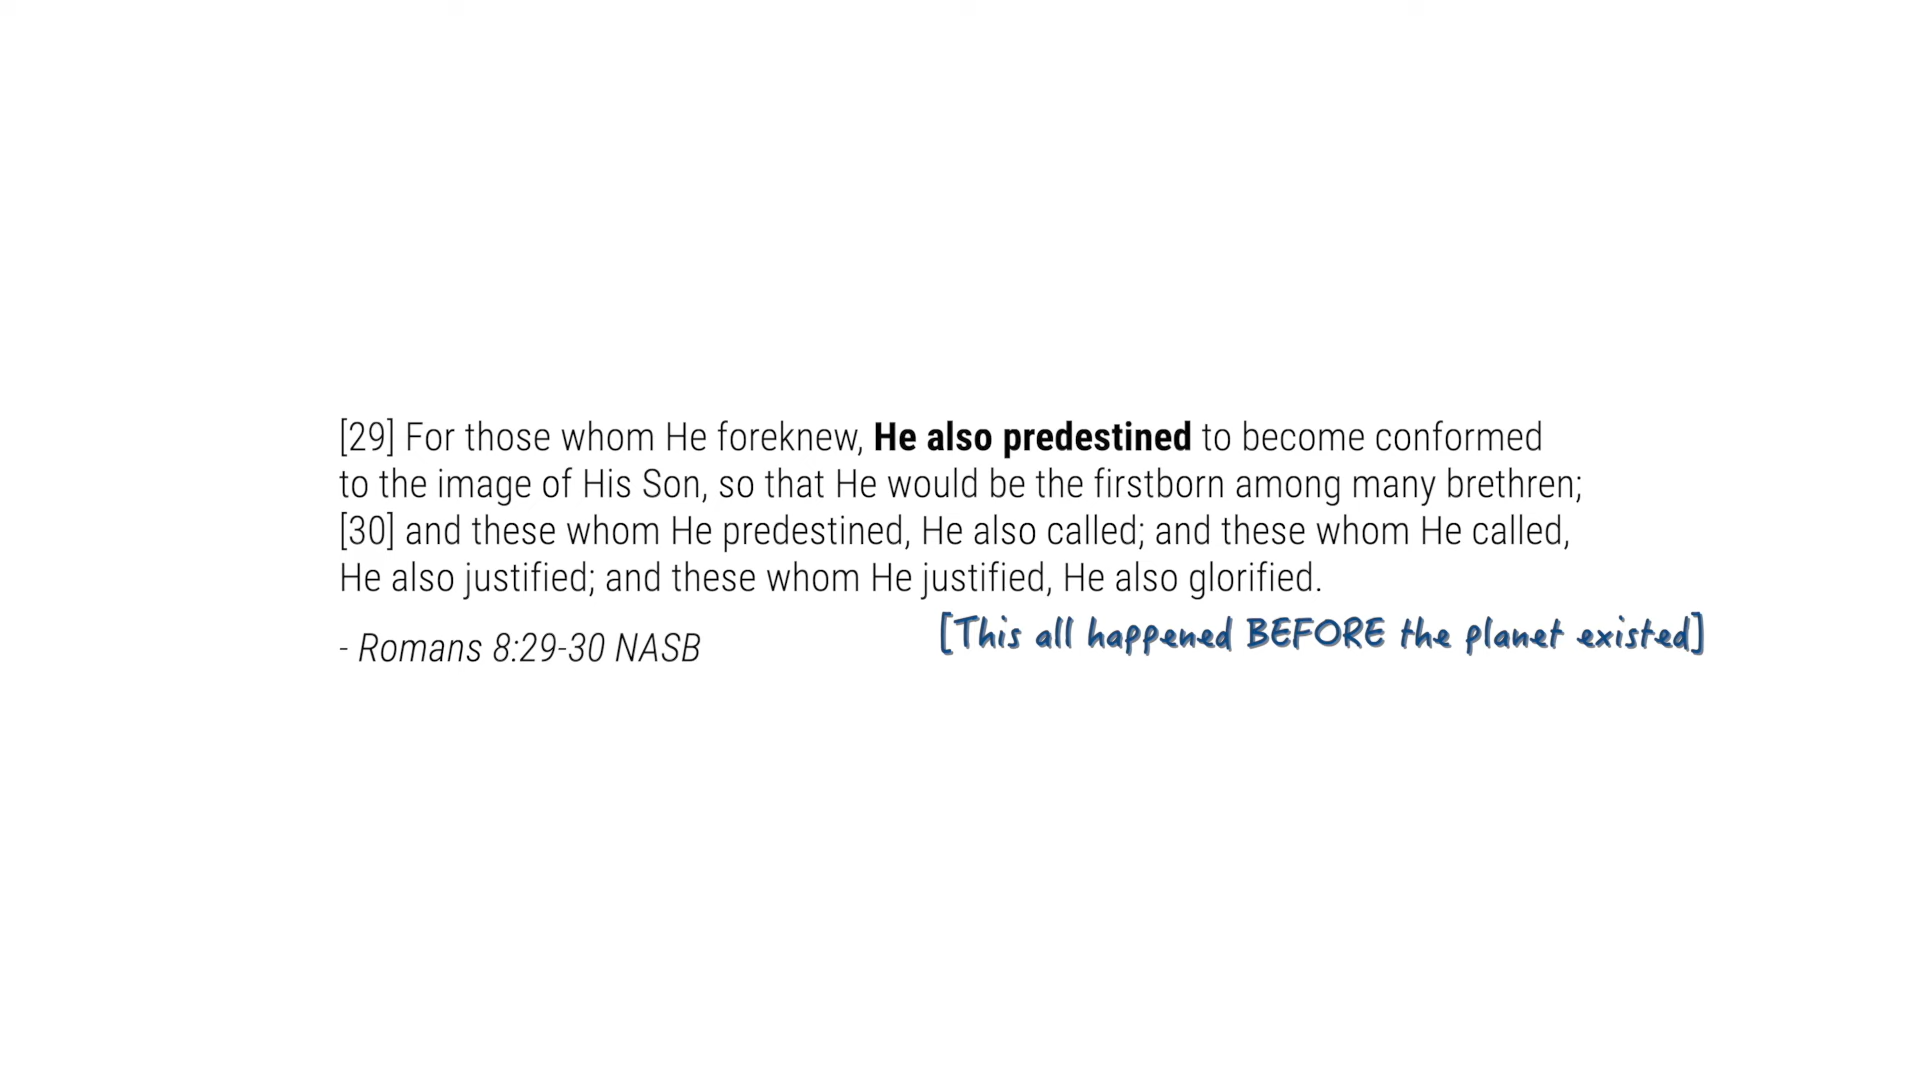 [29] For those whom He foreknew, He also predestined to become conformed
to the image of His Son, so that He would be the firstborn among many brethren;
[30] and these whom He predestined, He also called; and these whom He called,
He also justified; and these whom He justified, He also glorified.
[This all happened BEFORE the planet existed]
- Romans 8:29-30 NASB